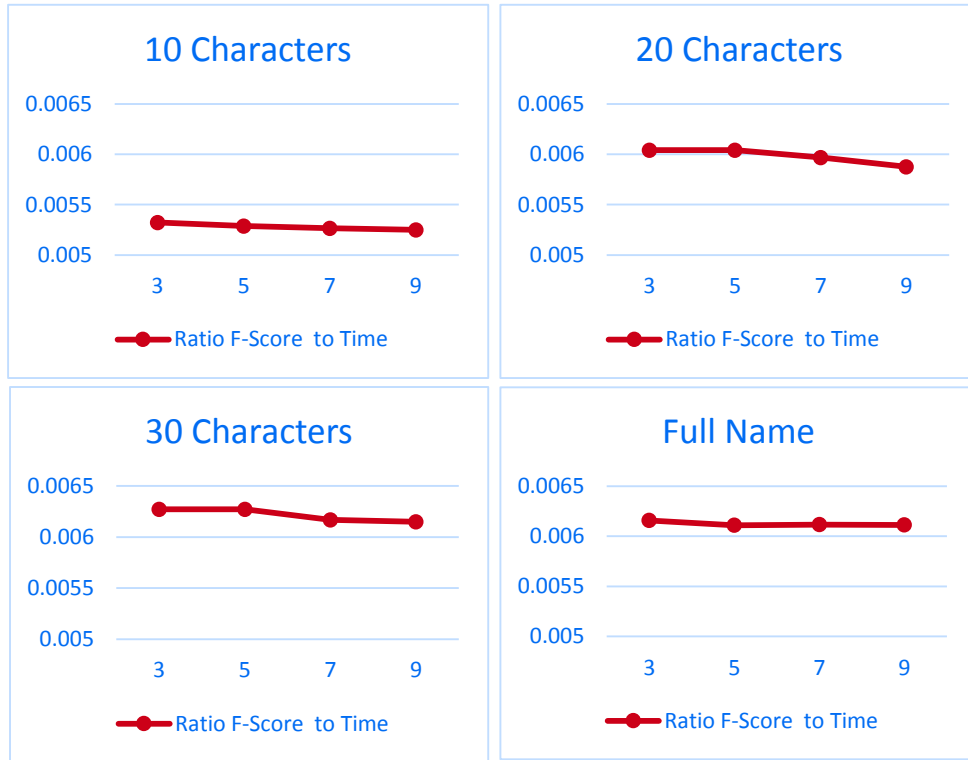 10 Characters
0.0065
0.006
0.0055
0.005
3 5 7 9
Ratio F-Score to Time
20 Characters
0.0065
0.006
0.0055
0.005
3 5 7 9
Ratio F-Score to Time
30 Characters
0.0065
0.006
0.0055
0.005
3 5 7 9
Ratio F-Score to Time
Full Name
0.0065
0.006
0.0055
0.005
3 5 7 9
Ratio F-Score to Time